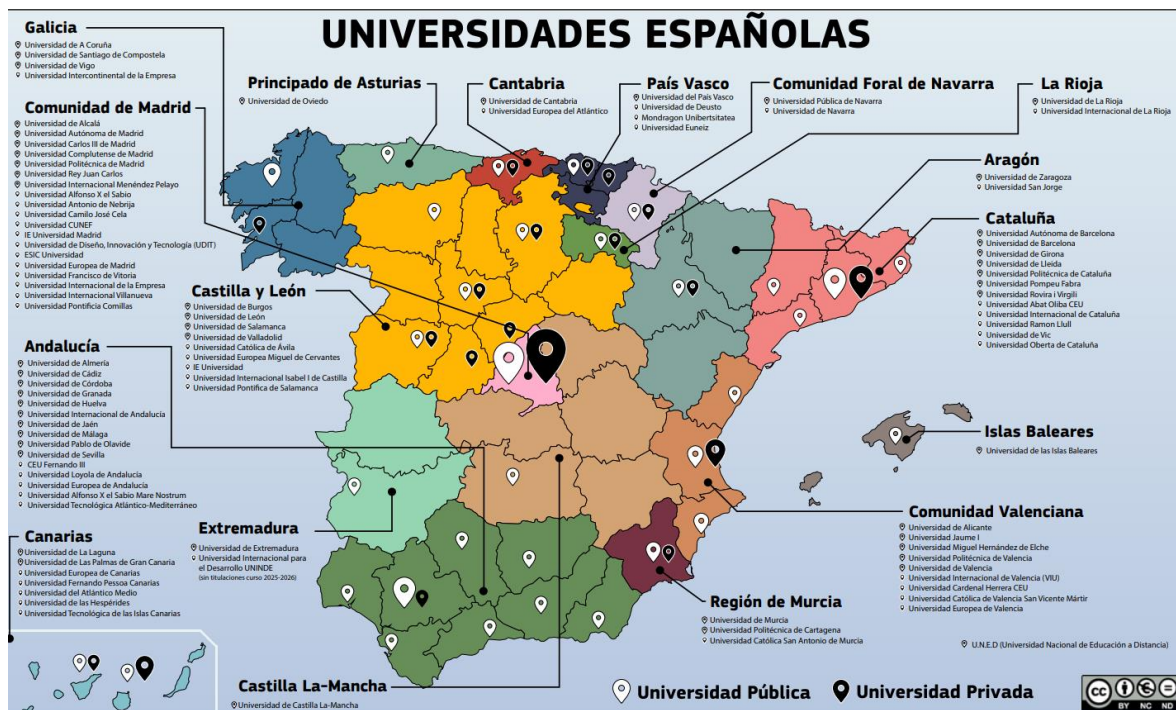 UNIVERSIDADES ESPAÑOLAS
Galicia
Universidad de A Coruña
Universidad de Santiago de Compostela
Universidad de Vigo
Universidad Intercontinental de la Empresa
Comunidad de Madrid
Universidad de Alcalá
Universidad Autónoma de Madrid
Universidad Carlos III de Madrid
Universidad Complutense de Madrid
Universidad Politécnica de Madrid
Universidad Rey Juan Carlos
Universidad Internacional Menéndez Pelayo
Universidad Alfonso X el Sabio
Universidad Antonio de Nebrija
Universidad Camilo José Cela
Universidad CUNEF
IE Universidad Madrid
Universidad de Diseño, Innovación y Tecnología (UDIT)
ESIC Universidad
Universidad Europea de Madrid
Universidad Francisco de Vitoria
Universidad Internacional de la Empresa
Universidad Internacional Villanueva
Universidad Pontificia Comillas
Principado de Asturias
Universidad de Oviedo
Cantabria
Universidad de Cantabria
Universidad Europea del Atlántico
País Vasco
Universidad del País Vasco
Universidad de Deusto
Mondragon Unibertsitatea
Universidad Euneiz
Comunidad Foral de Navarra
Universidad Pública de Navarra
Universidad de Navarra
La Rioja
Universidad de La Rioja
Universidad Internacional de La Rioja
Aragón
Universidad de Zaragoza
Universidad San Jorge
Cataluña
Universidad Autónoma de Barcelona
Universidad de Barcelona
Universidad de Girona
Universidad de Lleida
Universidad Politécnica de Cataluña
Universidad Pompeu Fabra
Universidad Rovira i Virgili
Universidad Abat Oliba CEU
Universidad Internacional de Cataluña
Universidad Ramon Llull
Universidad de Vic
Universidad Oberta de Cataluña
Castilla y León
Universidad de Burgos
Universidad de León
Universidad de Salamanca
Universidad de Valladolid
Universidad Católica de Ávila
Universidad Europea Miguel de Cervantes
IE Universidad
Universidad Internacional Isabel I de Castilla
Universidad Pontífica de Salamanca
Andalucía
Universidad de Almería
Universidad de Cádiz
Universidad de Córdoba
Universidad de Granada
Universidad de Huelva
Universidad Internacional de Andalucía
Universidad de Jaén
Universidad de Málaga
Universidad Pablo de Olavide
Universidad de Sevilla
CEU Fernando III
Universidad Loyola de Andalucía
Universidad Europea de Andalucía
Universidad Alfonso X el Sabio Mare Nostrum
Universidad Tecnológica Atlántico-Mediterráneo
Islas Baleares
Universidad de las Islas Baleares
Extremadura
Universidad de Extremadura
Universidad Internacional para
el Desarrollo UNINDE
(sin titulaciones curso 2025-2026)
Comunidad Valenciana
Universidad de Alicante
Universidad Jaume I
Universidad Miguel Hernández de Elche
Universidad Politécnica de Valencia
Universidad de Valencia
Universidad Internacional de Valencia (VIU)
Universidad Cardenal Herrera CEU
Universidad Católica de Valencia San Vicente Mártir
Universidad Europea de Valencia
Canarias
Universidad de La Laguna
Universidad de Las Palmas de Gran Canaria
Universidad Europea de Canarias
Universidad Fernando Pessoa Canarias
Universidad del Atlántico Medio
Universidad de las Hespérides
Universidad Tecnológica de las Islas Canarias
Región de Murcia
Universidad de Murcia
Universidad Politécnica de Cartagena
Universidad Católica San Antonio de Murcia
U.N.E.D (Universidad Nacional de Educación a Distancia)
Castilla La-Mancha
Universidad de Castilla La-Mancha
Universidad Pública
Universidad Privada
CC
BY NC ND